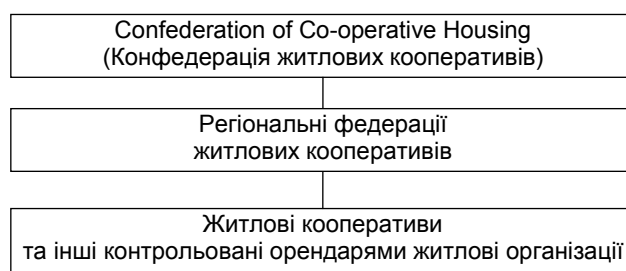 Confederation of Co-operative Housing
(Конфедерація житлових кооперативів)
Регіональні федерації
житлових кооперативів
Житлові кооперативи
та інші контрольовані орендарями житлові організації